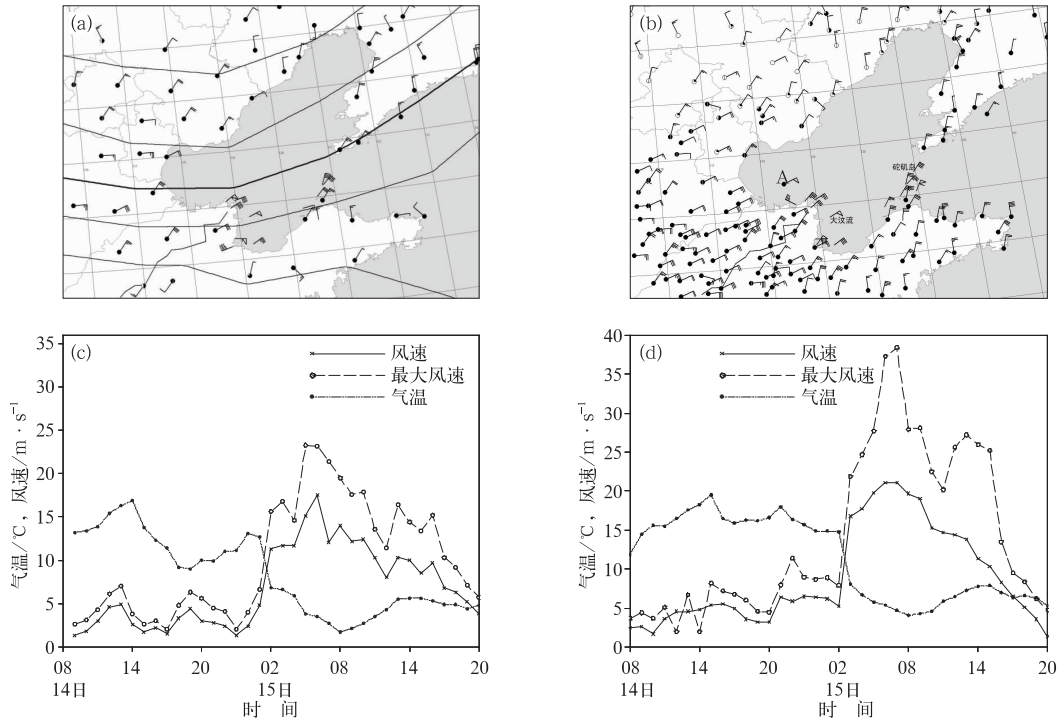 (a)
(b)
A
砣矶岛
大汶流
(c)
风速
最大风速
气温
35
30
25
20
15
10
5
0
气温/℃，风速/m·s⁻¹
08 14 20 02 08 14 20
14日 15日
时 间
(d)
风速
最大风速
气温
40
35
30
25
20
15
10
5
0
气温/℃，风速/m·s⁻¹
08 14 20 02 08 14 20
14日 15日
时 间